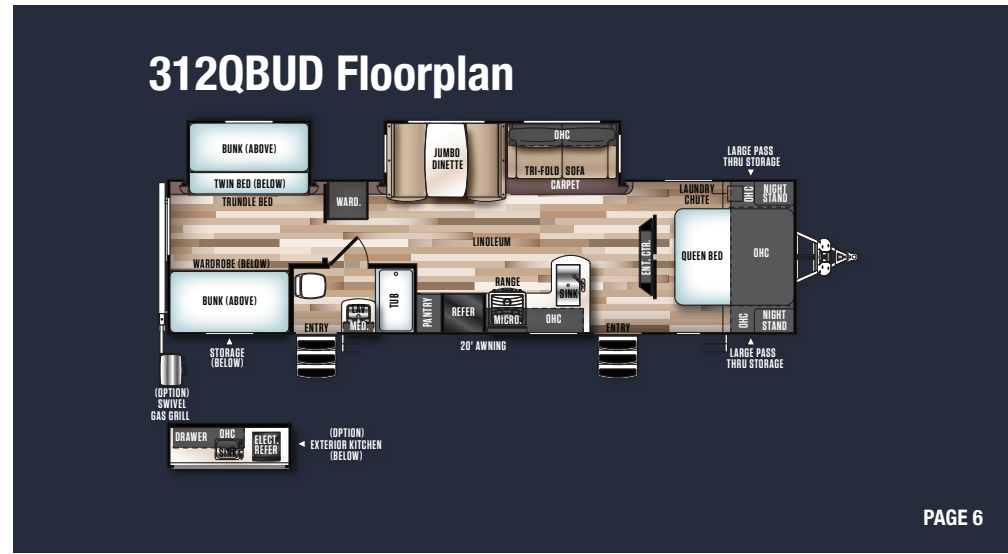 312QBUD Floorplan
BUNK (ABOVE)
TWIN BED (BELOW)
TRUNDLE BED
WARD.
JUMBO
DINETTE
OHC
TRI-FOLD SOFA
CARPET
LARGE PASS
THRU STORAGE
LAUNDRY
CHUTE
OHC
NIGHT
STAND
LINOLEUM
ENT. CTR.
QUEEN BED
OHC
WARDROBE (BELOW)
BUNK (ABOVE)
LAV
MED.
TUB
PANTRY
REFER
RANGE
MICRO.
SINK
OHC
ENTRY
ENTRY
OHC
NIGHT
STAND
STORAGE
(BELOW)
20' AWNING
LARGE PASS
THRU STORAGE
(OPTION)
SWIVEL
GAS GRILL
DRAWER
OHC
SINK
ELECT.
REFER
(OPTION)
EXTERIOR KITCHEN
(BELOW)
PAGE 6